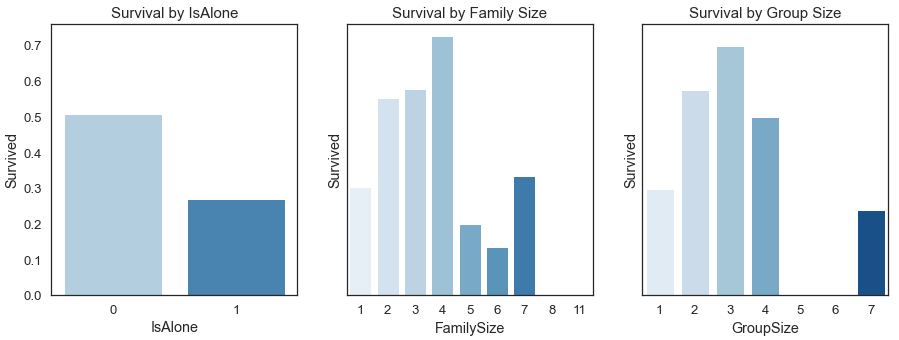 Survival by IsAlone
Survived
0.7
0.6
0.5
0.4
0.3
0.2
0.1
0.0
0 1
IsAlone
Survival by Family Size
Survived
1 2 3 4 5 6 7 8 11
FamilySize
Survival by Group Size
Survived
1 2 3 4 5 6 7
GroupSize